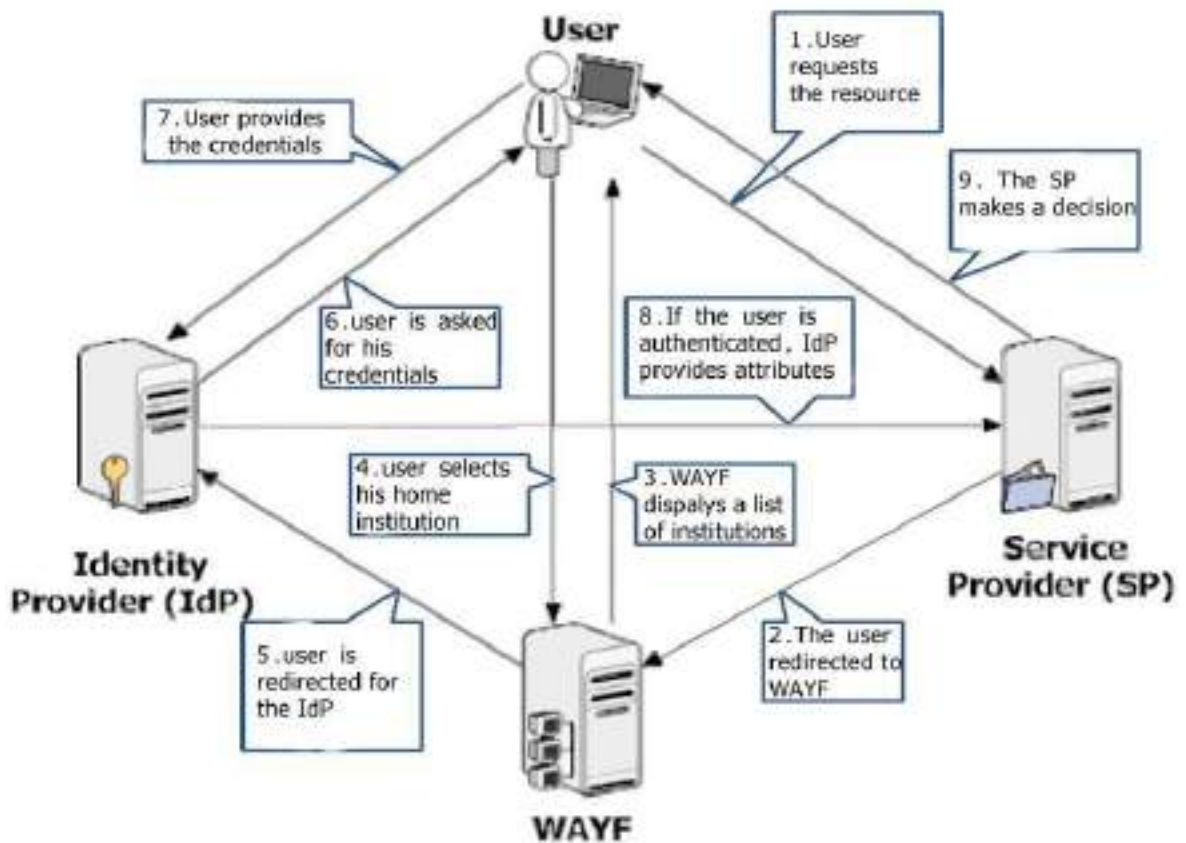 User
1.User
requests
the resource
7.User provides
the credentials
9. The SP
makes a decision
6.user is asked
for his
credentials
8.If the user is
authenticated, IdP
provides attributes
4.user selects
his home
institution
3.WAYF
dispalys a list
of institutions
Identity
Provider (IdP)
Service
Provider (SP)
5.user is
redirected for
the IdP
2.The user
redirected to
WAYF
WAYF